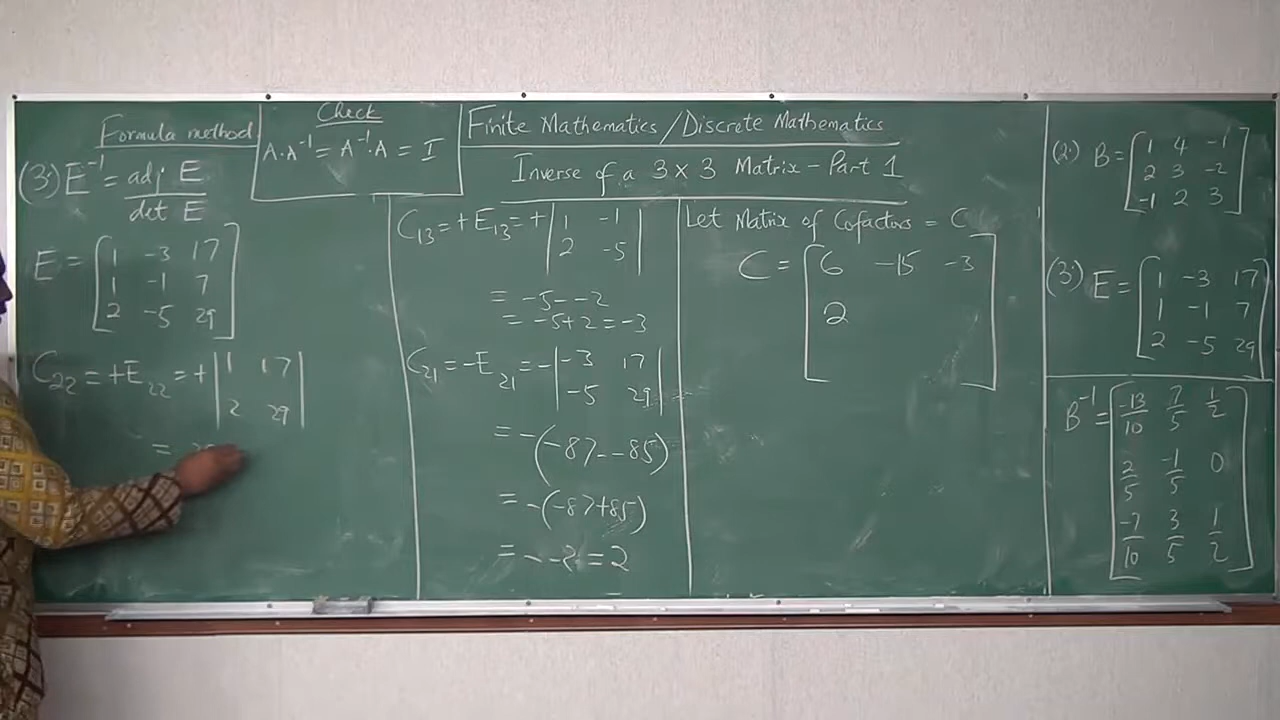 Formula method
(3.) E⁻¹ = adj E / det E
E = [1 -3 17
1 -1 7
2 -5 29]
C₂₂ = +E₂₂ = + |1 17|
|2 29|
=
Check
A.A⁻¹ = A⁻¹.A = I
Finite Mathematics / Discrete Mathematics
Inverse of a 3 x 3 Matrix - Part 1
C₁₃ = +E₁₃ = + |1 -1|
|2 -5|
= -5 - -2
= -5+2 = -3
C₂₁ = -E₂₁ = - |-3 17|
|-5 29|
= -(-87 - -85)
= -(-87+85)
= - -2 = 2
Let Matrix of Cofactors = C
C = [6 -15 -3
2]
(2.) B = [1 4 -1
2 3 -2
-1 2 3]
(3.) E = [1 -3 17
1 -1 7
2 -5 29]
B⁻¹ = [-13/10 7/5 1/2
2/5 -1/5 0
-7/10 3/5 1/2]